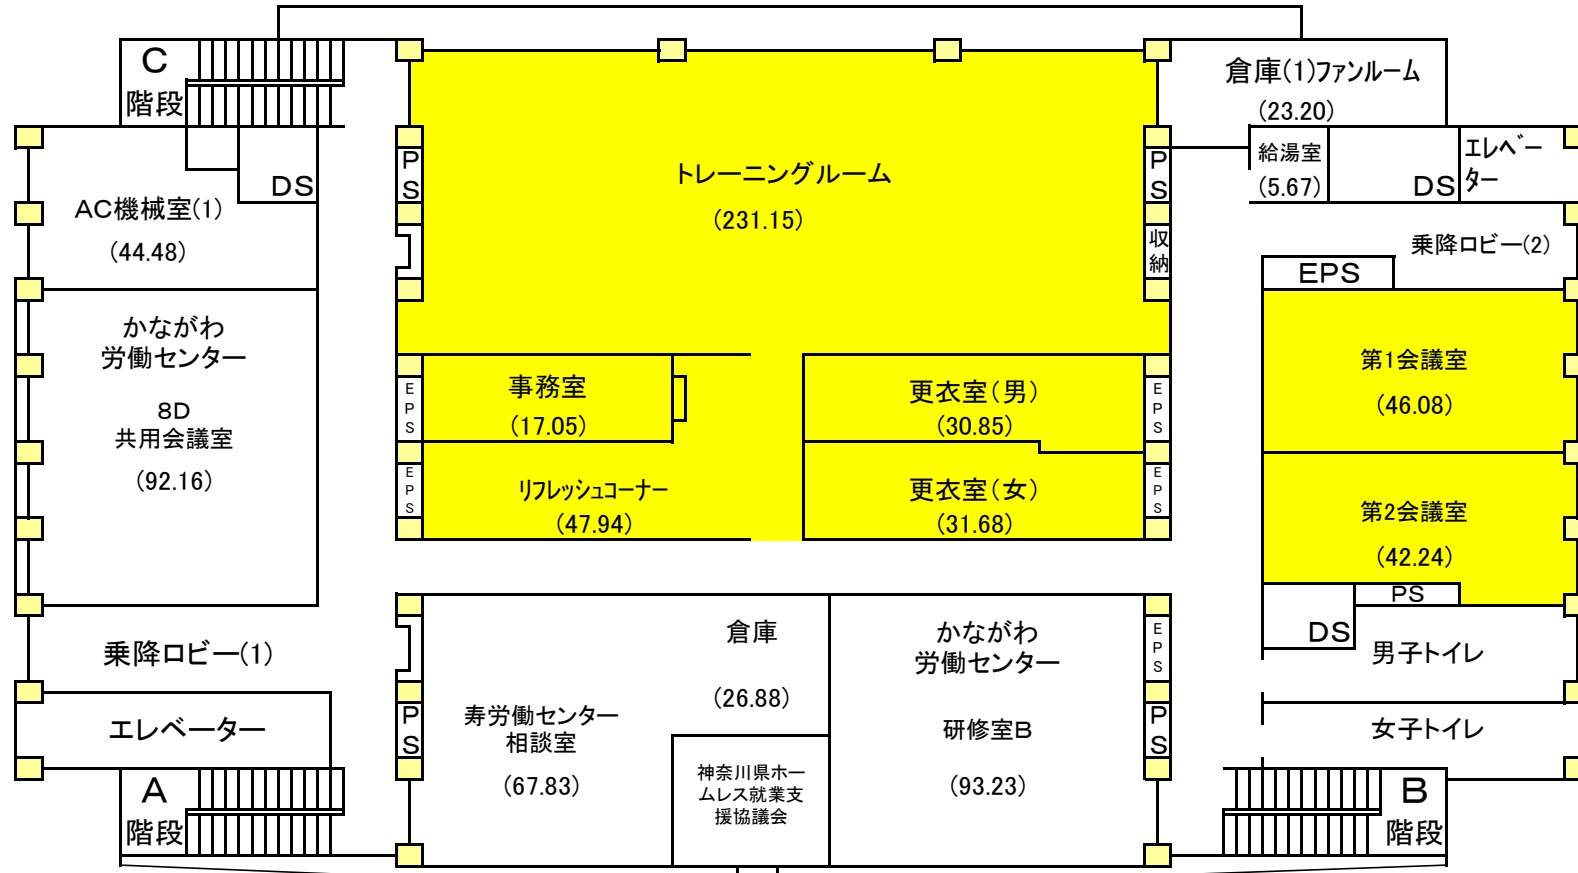 C
階段
倉庫(1)ファンルーム
(23.20)
PS
トレーニングルーム
(231.15)
PS
給湯室
(5.67)
DS
エレベー
ター
DS
AC機械室(1)
(44.48)
収納
乗降ロビー(2)
EPS
かながわ
労働センター
8D
共用会議室
(92.16)
EPS
事務室
(17.05)
更衣室(男)
(30.85)
EPS
第1会議室
(46.08)
EPS
リフレッシュコーナー
(47.94)
更衣室(女)
(31.68)
EPS
第2会議室
(42.24)
PS
DS
男子トイレ
乗降ロビー(1)
倉庫
(26.88)
かながわ
労働センター
研修室B
(93.23)
EPS
エレベーター
PS
寿労働センター
相談室
(67.83)
神奈川県ホー
ムレス就業支
援協議会
PS
女子トイレ
A
階段
B
階段